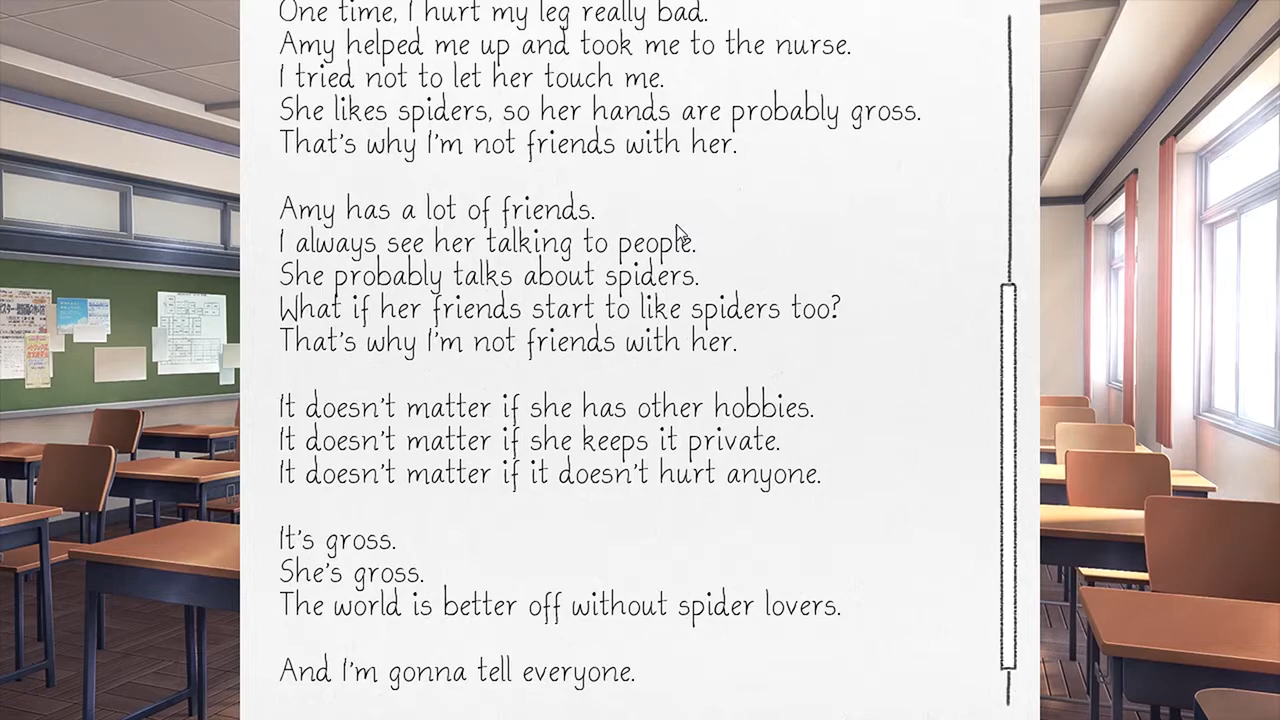 One time, I hurt my leg really bad.
Amy helped me up and took me to the nurse.
I tried not to let her touch me.
She likes spiders, so her hands are probably gross.
That's why I'm not friends with her.
Amy has a lot of friends.
I always see her talking to people.
She probably talks about spiders.
What if her friends start to like spiders too?
That's why I'm not friends with her.
It doesn't matter if she has other hobbies.
It doesn't matter if she keeps it private.
It doesn't matter if it doesn't hurt anyone.
It's gross.
She's gross.
The world is better off without spider lovers.
And I'm gonna tell everyone.